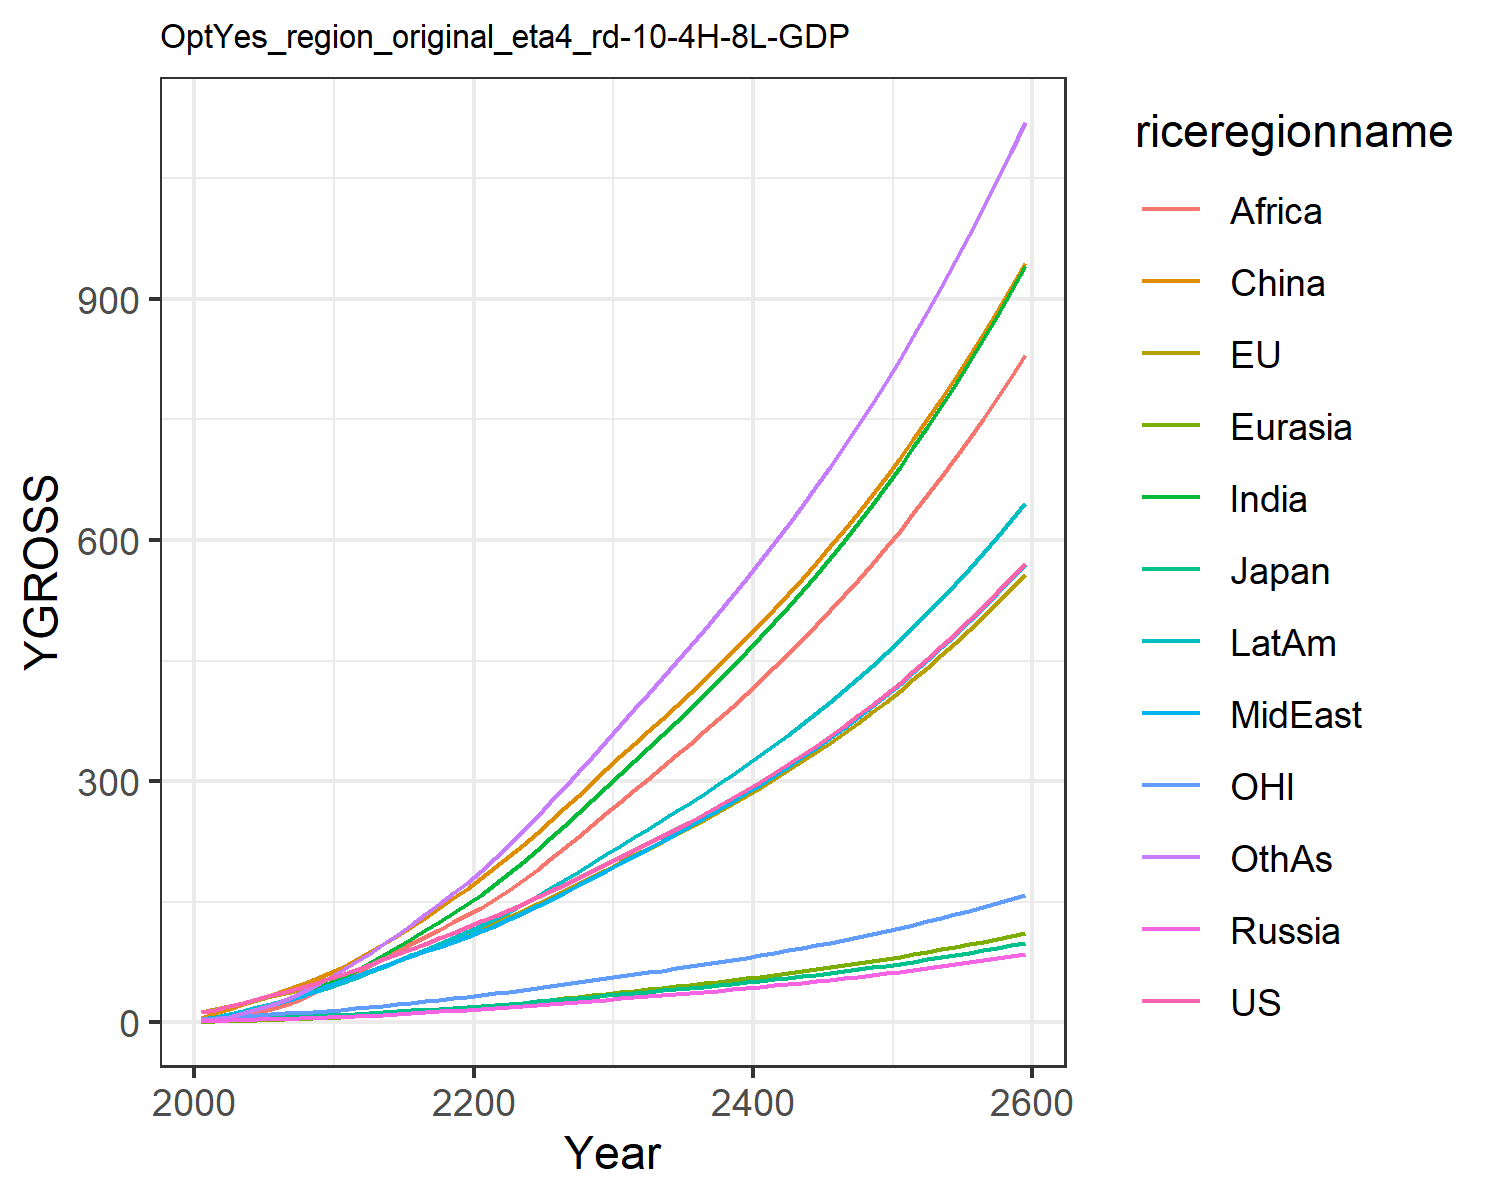 OptYes_region_original_eta4_rd-10-4H-8L-GDP
YGROSS
900
600
300
0
2000 2200 2400 2600
Year
riceregionname
Africa
China
EU
Eurasia
India
Japan
LatAm
MidEast
OHI
OthAs
Russia
US